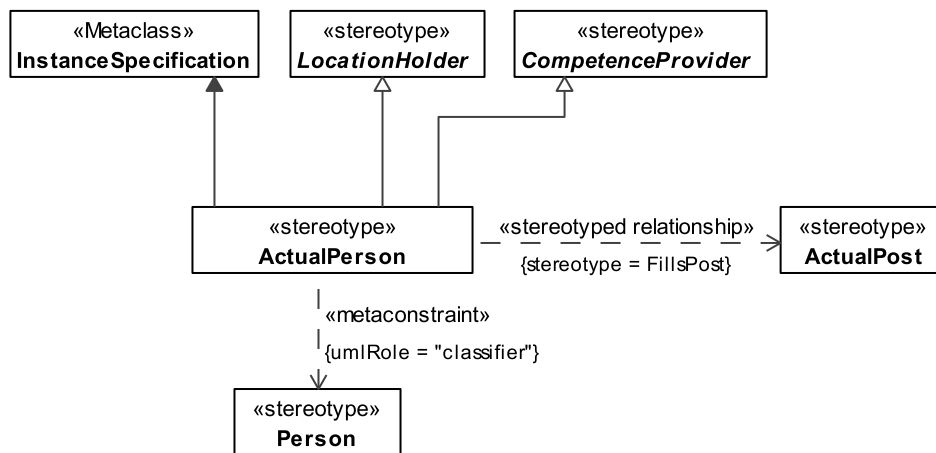 «Metaclass»
InstanceSpecification
«stereotype»
LocationHolder
«stereotype»
CompetenceProvider
«stereotype»
ActualPerson
«stereotyped relationship»
{stereotype = FillsPost}
«stereotype»
ActualPost
«metaconstraint»
{umlRole = "classifier"}
«stereotype»
Person